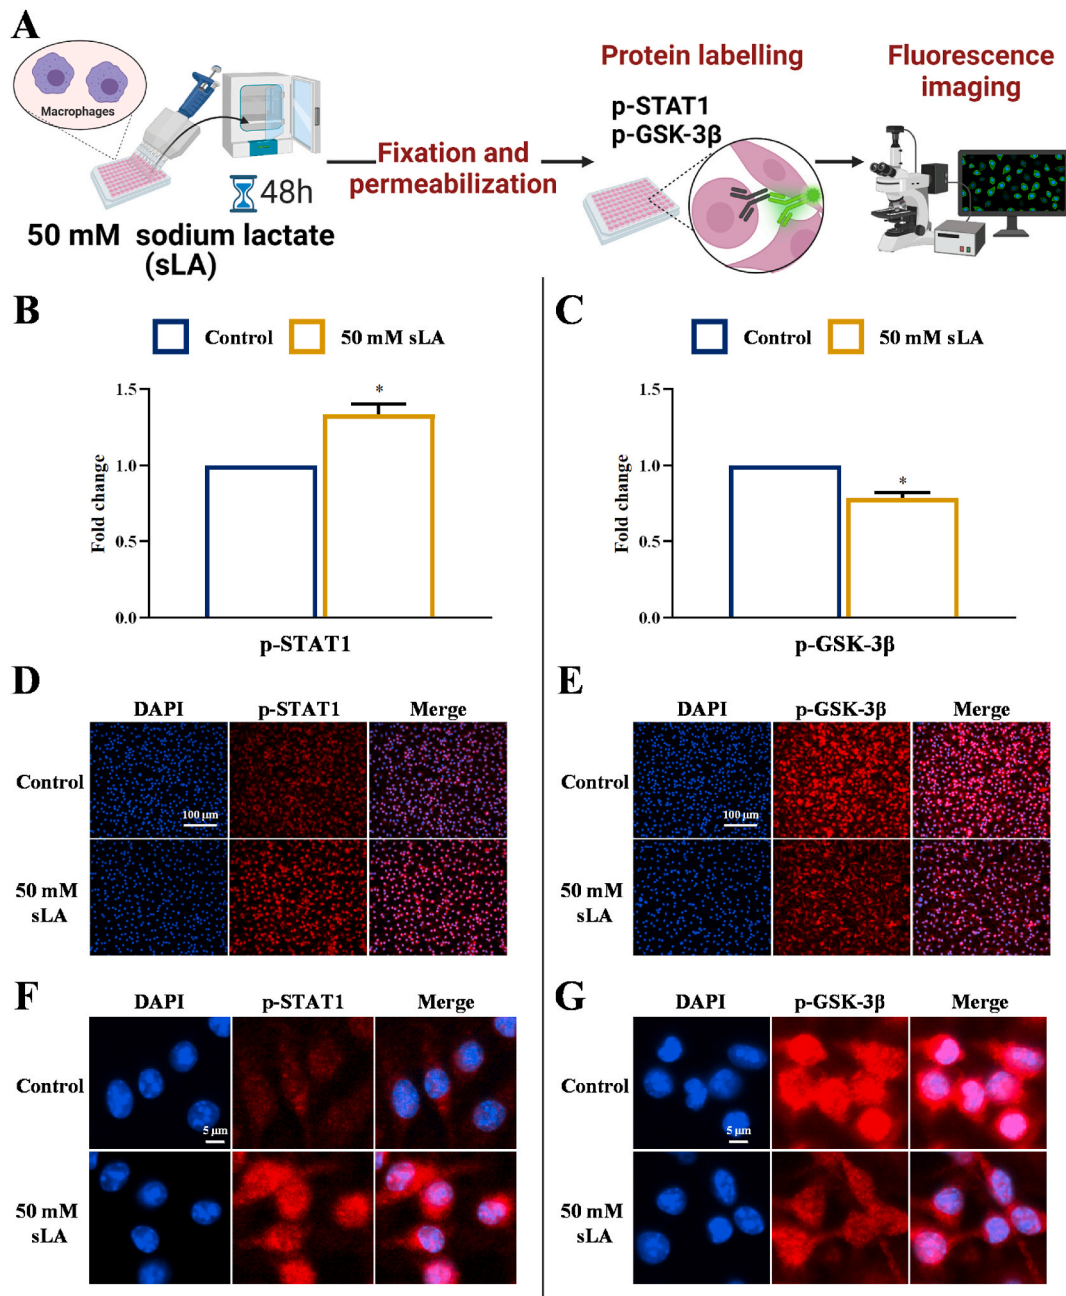 A
Macrophages
48h
50 mM sodium lactate
(sLA)
Fixation and
permeabilization
Protein labelling
p-STAT1
p-GSK-3β
Fluorescence
imaging
B
Control
50 mM sLA
1.5
1.0
0.5
0.0
Fold change
*
p-STAT1
C
Control
50 mM sLA
1.5
1.0
0.5
0.0
Fold change
*
p-GSK-3β
D
DAPI
p-STAT1
Merge
Control
100 μm
50 mM
sLA
E
DAPI
p-GSK-3β
Merge
Control
100 μm
50 mM
sLA
F
DAPI
p-STAT1
Merge
Control
5 μm
50 mM
sLA
G
DAPI
p-GSK-3β
Merge
Control
5 μm
50 mM
sLA